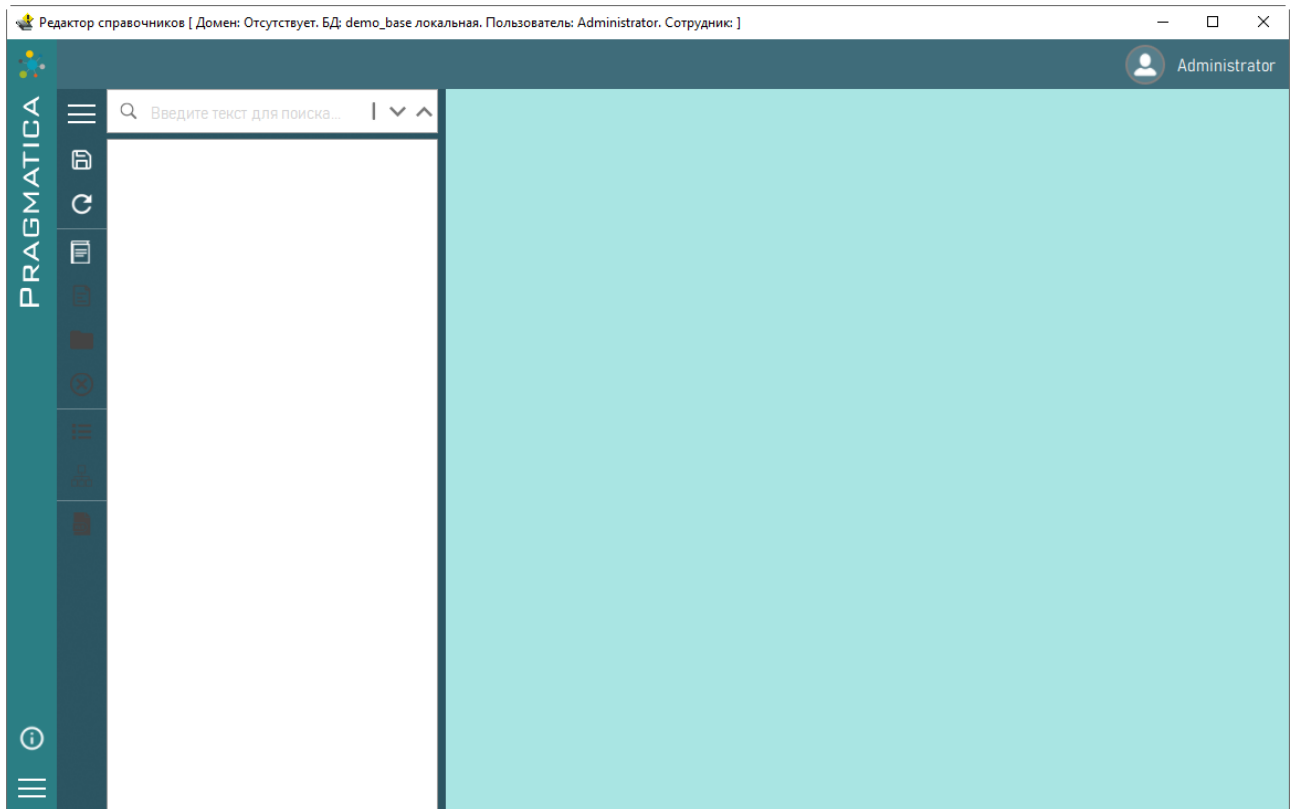 Редактор справочников [ Домен: Отсутствует. БД: demo_base локальная. Пользователь: Administrator. Сотрудник: ]
Administrator
Введите текст для поиска...
PRAGMATICA